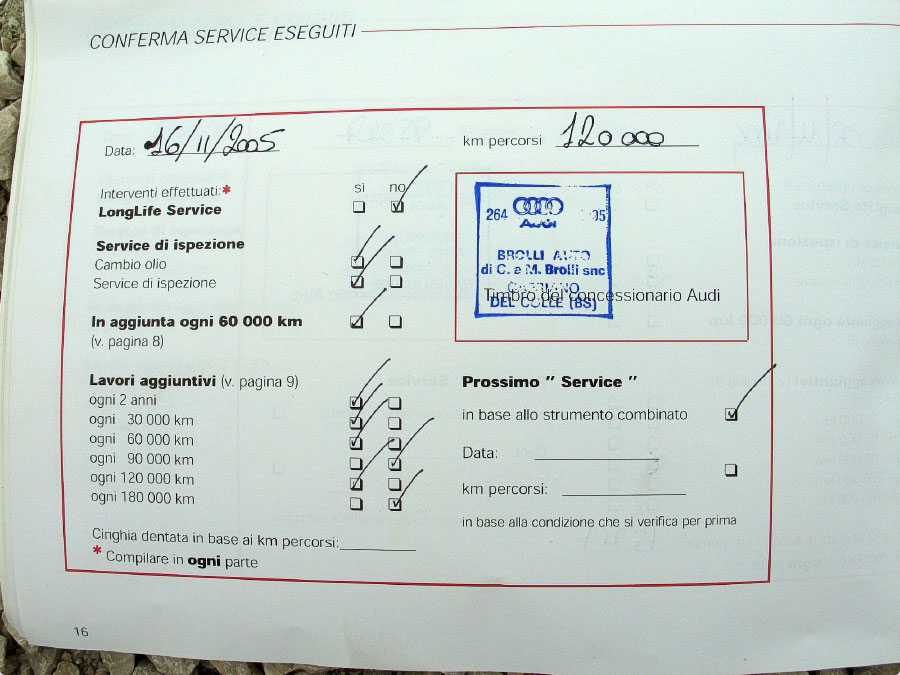 CONFERMA SERVICE ESEGUITI
Data: 16/11/2005
km percorsi 120 000
Interventi effettuati:*
si no
LongLife Service
Service di ispezione
Cambio olio
Service di ispezione
In aggiunta ogni 60 000 km
(v. pagina 8)
264 Audi 05
BROLLI AUTO
di C. e M. Brolli snc
Timbro del concessionario Audi
DEL COLLE (BS)
Lavori aggiuntivi (v. pagina 9)
ogni 2 anni
ogni 30 000 km
ogni 60 000 km
ogni 90 000 km
ogni 120 000 km
ogni 180 000 km
Cinghia dentata in base ai km percorsi:
* Compilare in ogni parte
Prossimo " Service "
in base allo strumento combinato
Data:
km percorsi:
in base alla condizione che si verifica per prima
16